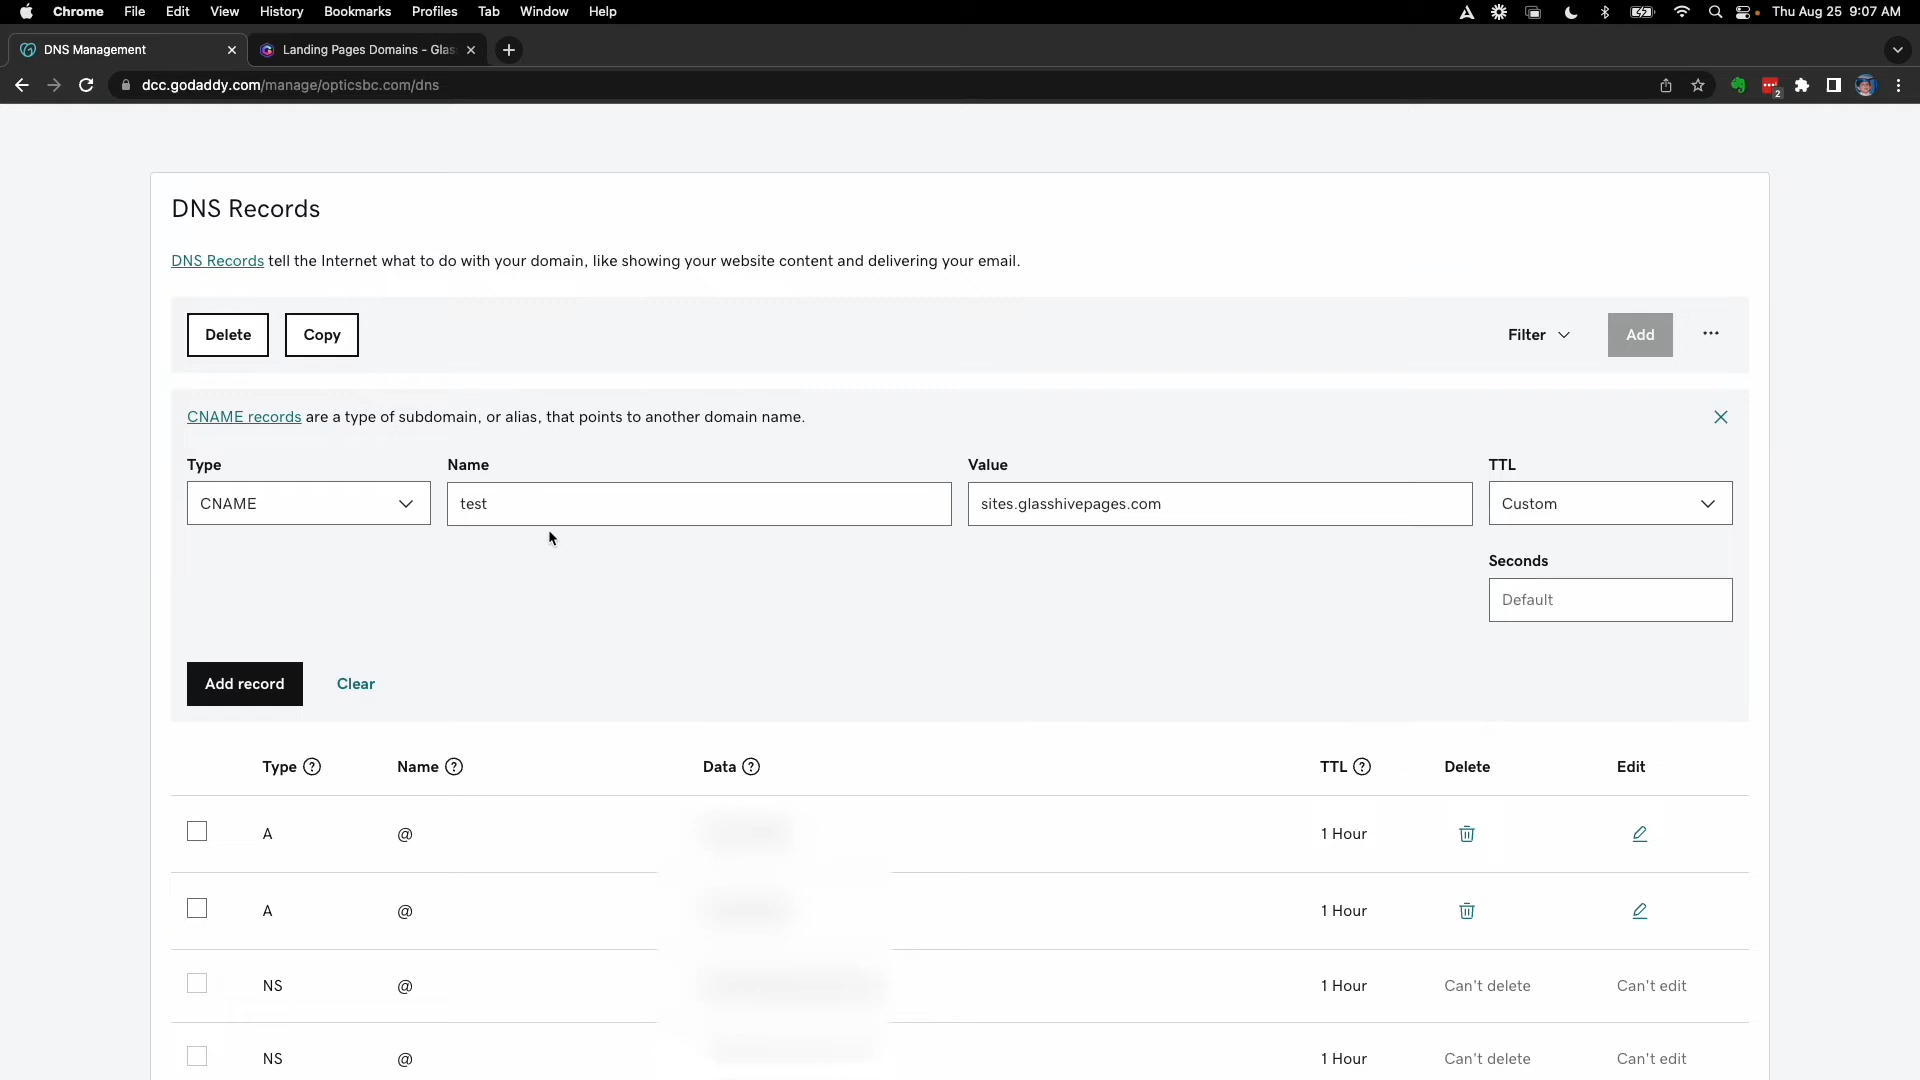 Chrome File Edit View History Bookmarks Profiles Tab Window Help Thu Aug 25 9:07 AM
DNS Management Landing Pages Domains - Glas
dcc.godaddy.com/manage/opticsbc.com/dns 2
DNS Records
DNS Records tell the Internet what to do with your domain, like showing your website content and delivering your email.
Delete Copy Filter Add ...
CNAME records are a type of subdomain, or alias, that points to another domain name.
Type Name Value TTL
CNAME test sites.glasshivepages.com Custom
Seconds
Default
Add record Clear
Type ? Name ? Data ? TTL ? Delete Edit
A @ 1 Hour
A @ 1 Hour
NS @ 1 Hour Can't delete Can't edit
NS @ 1 Hour Can't delete Can't edit